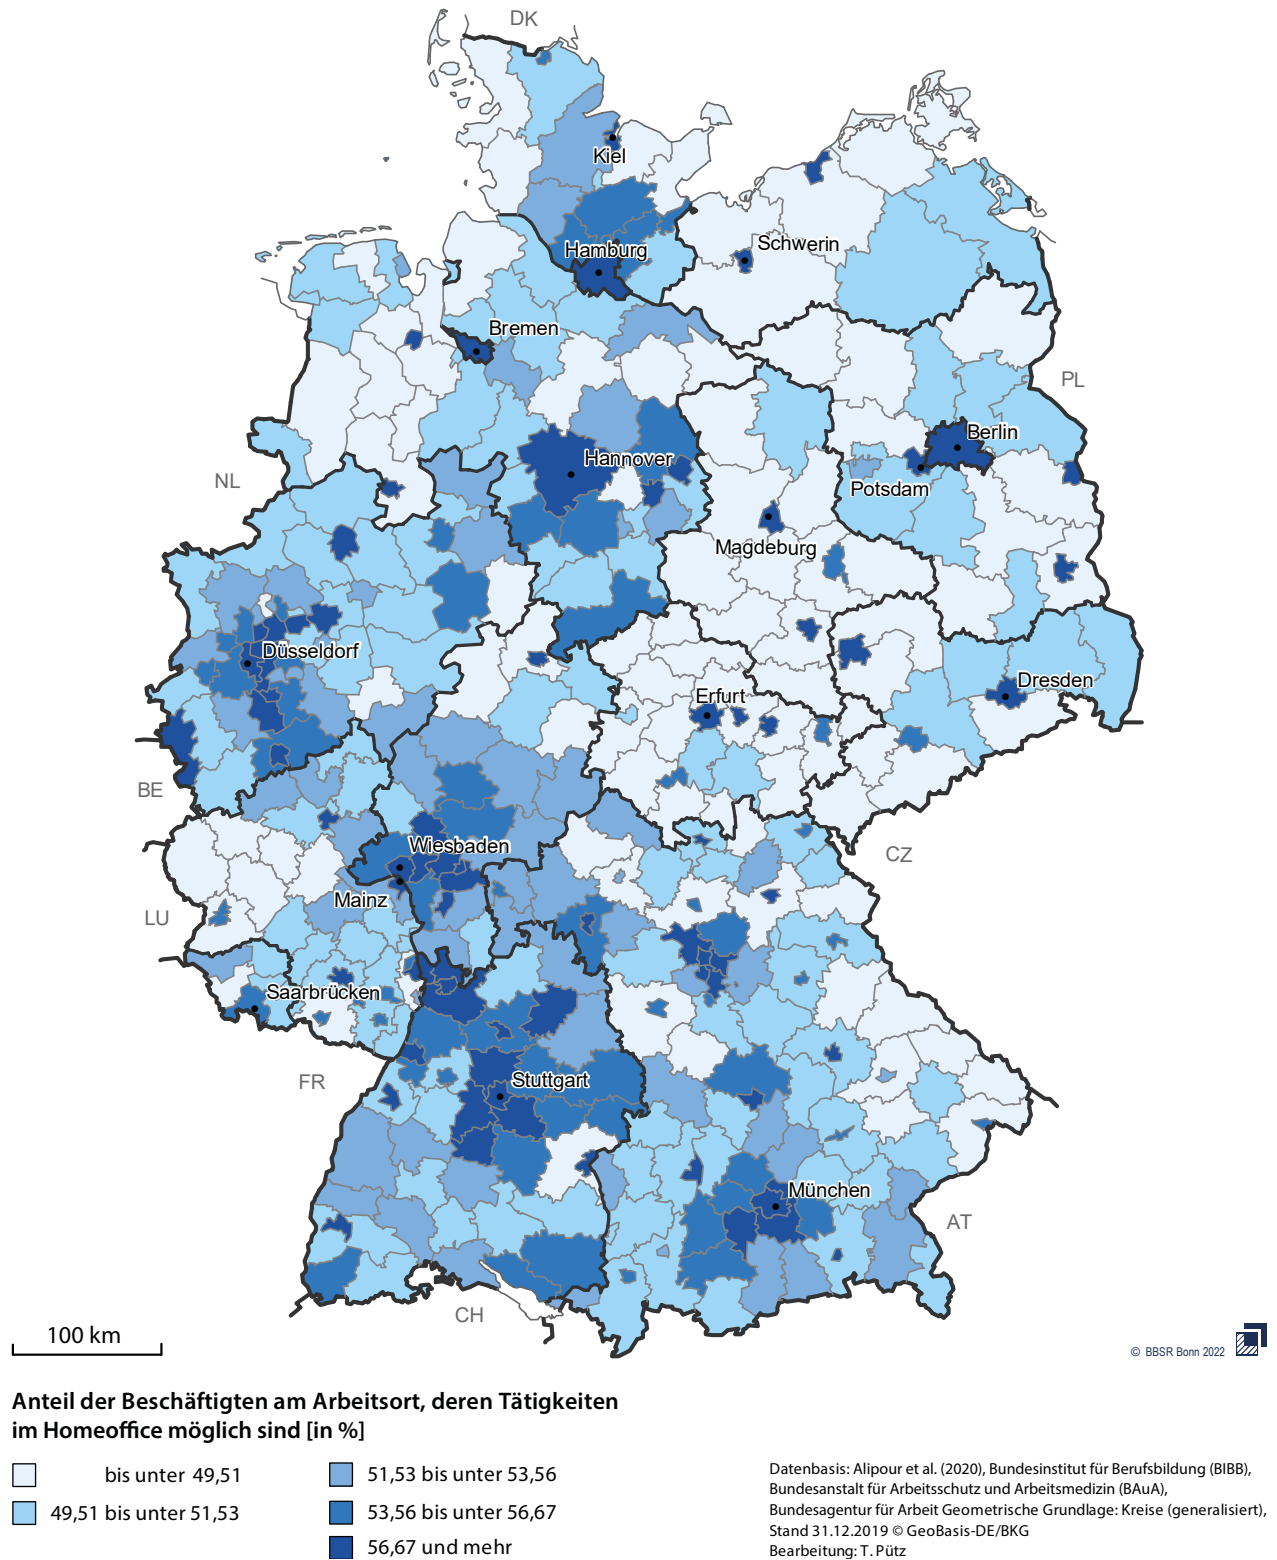 DK
Kiel
Schwerin
Hamburg
Bremen
PL
Berlin
Hannover
NL
Potsdam
Magdeburg
Düsseldorf
Dresden
Erfurt
BE
Wiesbaden
CZ
Mainz
LU
Saarbrücken
FR
Stuttgart
München
AT
CH
100 km
© BBSR Bonn 2022
Anteil der Beschäftigten am Arbeitsort, deren Tätigkeiten
im Homeoffice möglich sind [in %]
bis unter 49,51
49,51 bis unter 51,53
51,53 bis unter 53,56
53,56 bis unter 56,67
56,67 und mehr
Datenbasis: Alipour et al. (2020), Bundesinstitut für Berufsbildung (BIBB),
Bundesanstalt für Arbeitsschutz und Arbeitsmedizin (BAuA),
Bundesagentur für Arbeit Geometrische Grundlage: Kreise (generalisiert),
Stand 31.12.2019 © GeoBasis-DE/BKG
Bearbeitung: T. Pütz